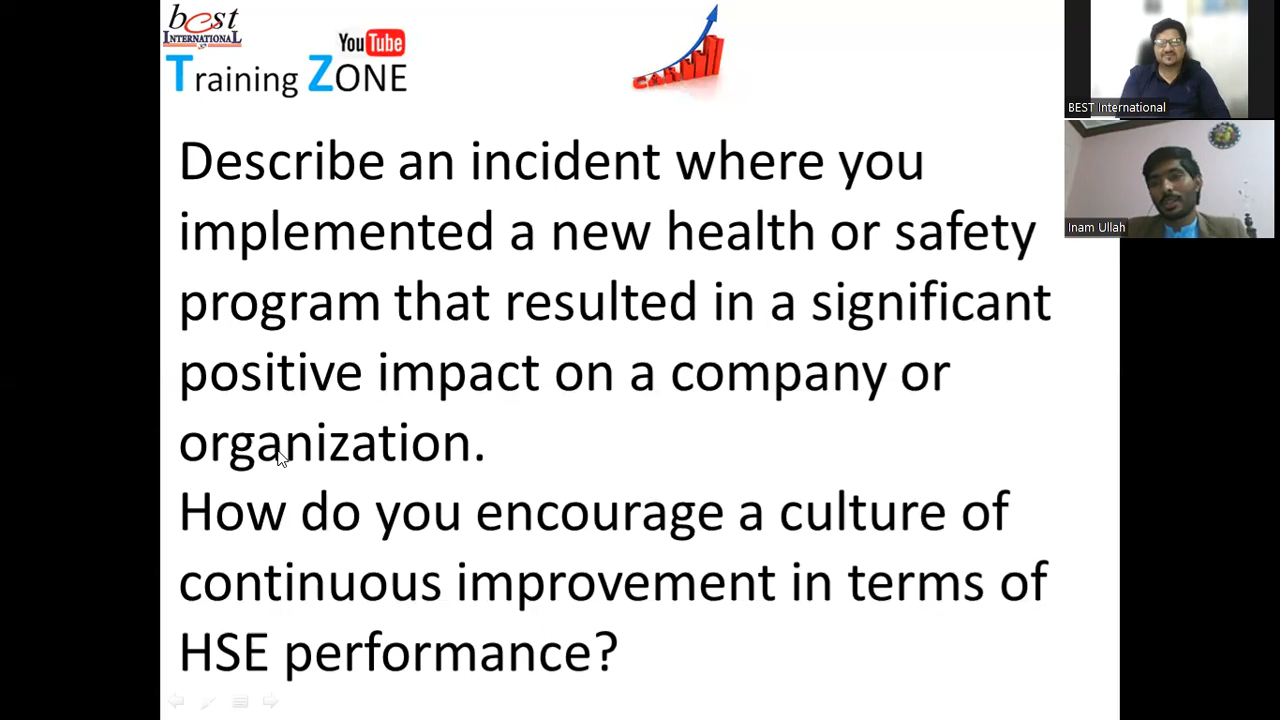 best
INTERNATIONAL
YouTube
Training ZONE
BEST International
Inam Ullah
Describe an incident where you
implemented a new health or safety
program that resulted in a significant
positive impact on a company or
organization.
How do you encourage a culture of
continuous improvement in terms of
HSE performance?